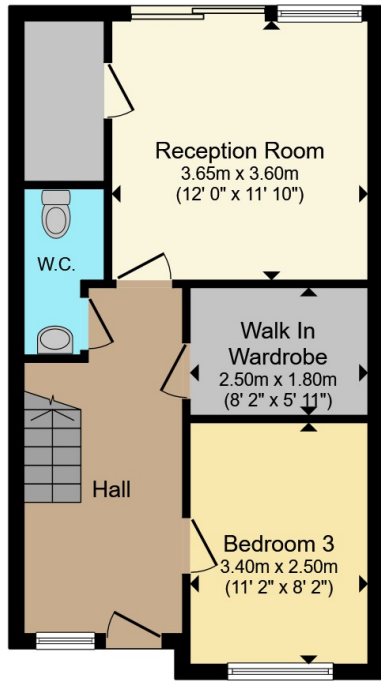 Reception Room
3.65m x 3.60m
(12' 0" x 11' 10")
W.C.
Walk In
Wardrobe
2.50m x 1.80m
(8' 2" x 5' 11")
Hall
Bedroom 3
3.40m x 2.50m
(11' 2" x 8' 2")